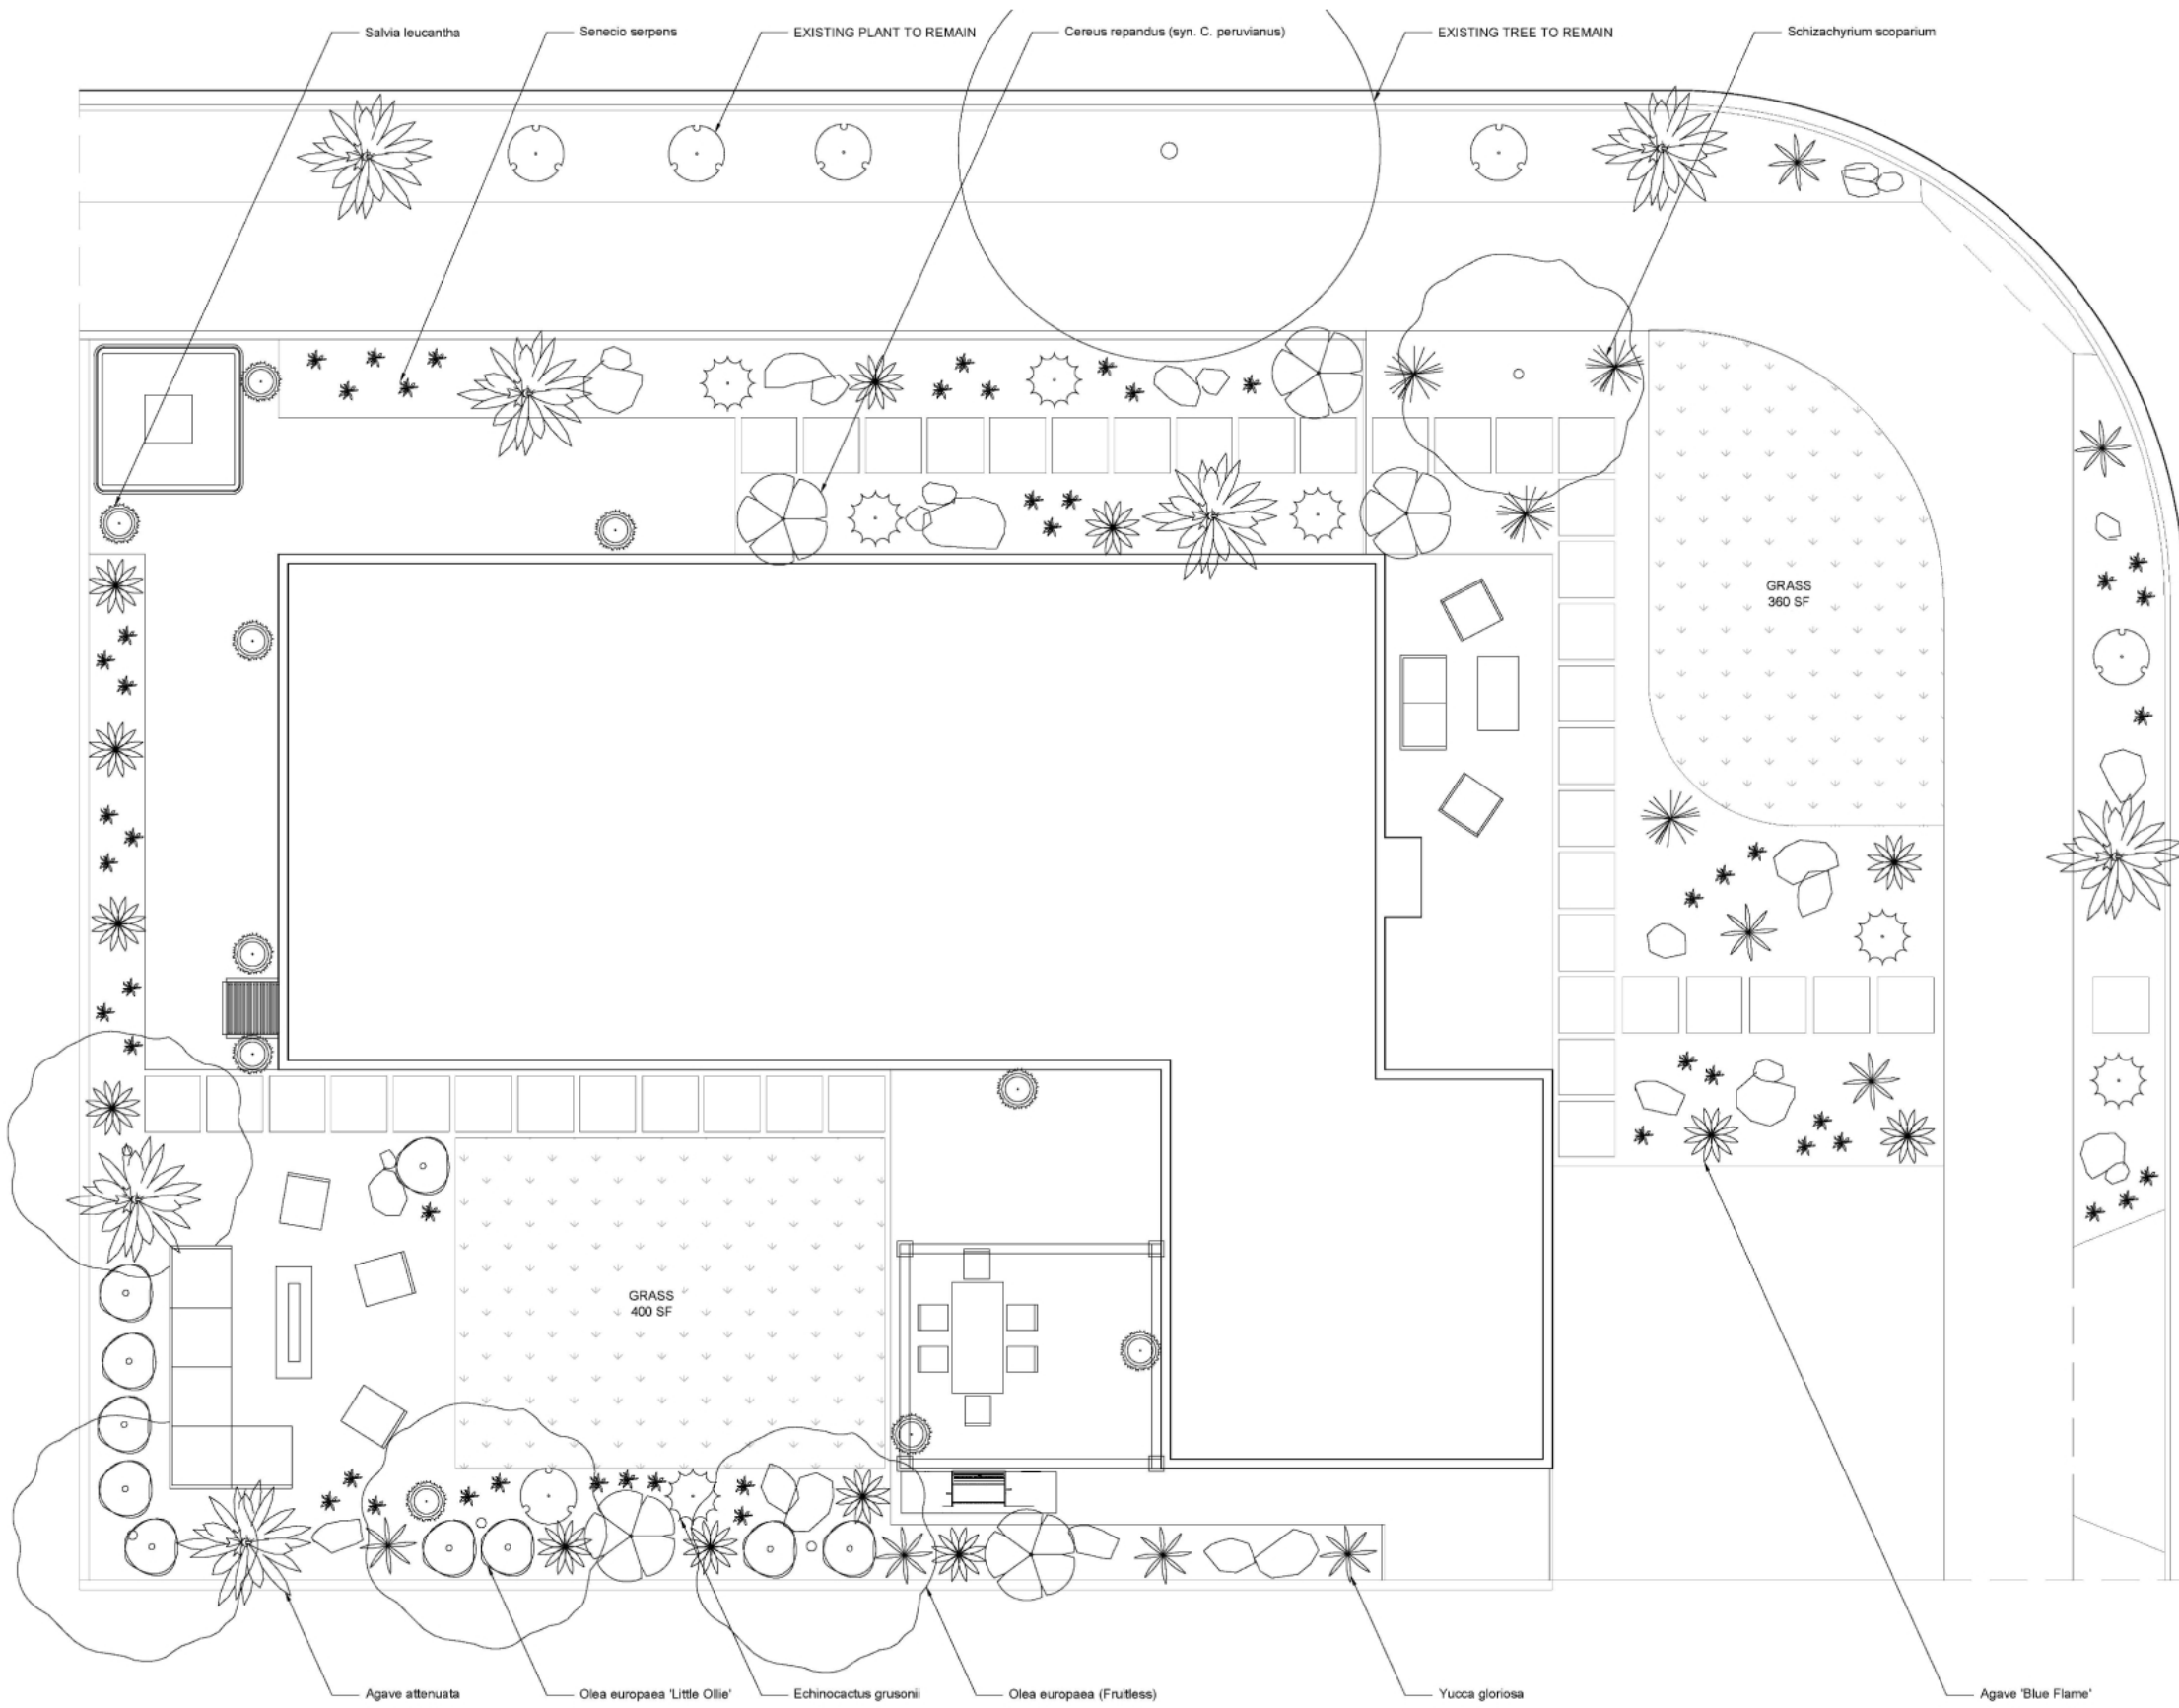 Salvia leucantha
Senecio serpens
EXISTING PLANT TO REMAIN
Cereus repandus (syn. C. peruvianus)
EXISTING TREE TO REMAIN
Schizachyrium scoparium
GRASS
360 SF
GRASS
400 SF
Agave attenuata
Olea europaea 'Little Ollie'
Echinocactus grusonii
Olea europaea (Fruitless)
Yucca gloriosa
Agave 'Blue Flame'